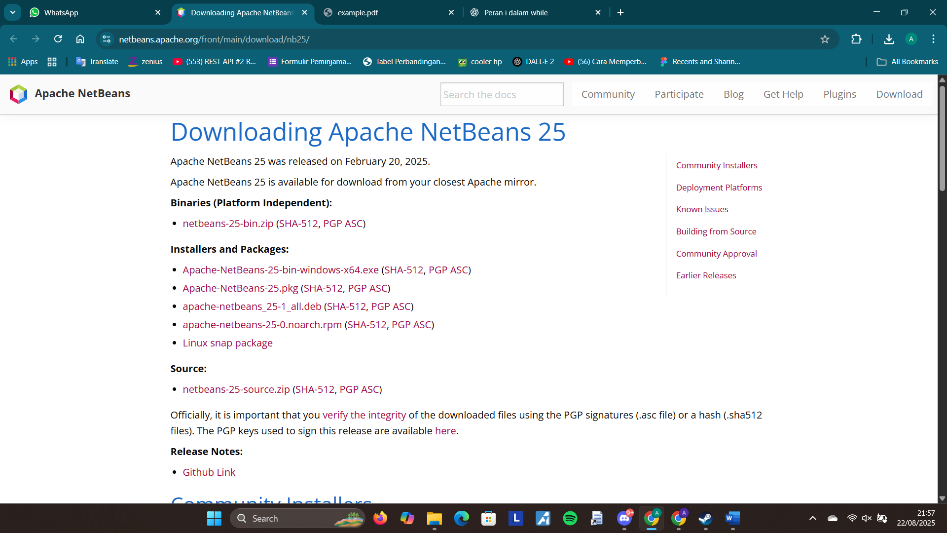 WhatsApp
Downloading Apache NetBeans
example.pdf
Peran i dalam while
netbeans.apache.org/front/main/download/nb25/
Apps
Translate
zenius
(553) REST API #2 R...
Formulir Peminjama...
Tabel Perbandingan...
cooler hp
DALL·E 2
(56) Cara Memperb...
Recents and Shann...
All Bookmarks
Apache NetBeans
Search the docs
Community
Participate
Blog
Get Help
Plugins
Download
Downloading Apache NetBeans 25
Apache NetBeans 25 was released on February 20, 2025.
Apache NetBeans 25 is available for download from your closest Apache mirror.
Binaries (Platform Independent):
netbeans-25-bin.zip (SHA-512, PGP ASC)
Installers and Packages:
Apache-NetBeans-25-bin-windows-x64.exe (SHA-512, PGP ASC)
Apache-NetBeans-25.pkg (SHA-512, PGP ASC)
apache-netbeans_25-1_all.deb (SHA-512, PGP ASC)
apache-netbeans-25-0.noarch.rpm (SHA-512, PGP ASC)
Linux snap package
Source:
netbeans-25-source.zip (SHA-512, PGP ASC)
Officially, it is important that you verify the integrity of the downloaded files using the PGP signatures (.asc file) or a hash (.sha512
files). The PGP keys used to sign this release are available here.
Release Notes:
Github Link
Community Installers
Community Installers
Deployment Platforms
Known Issues
Building from Source
Community Approval
Earlier Releases
Search
21:57
22/08/2025